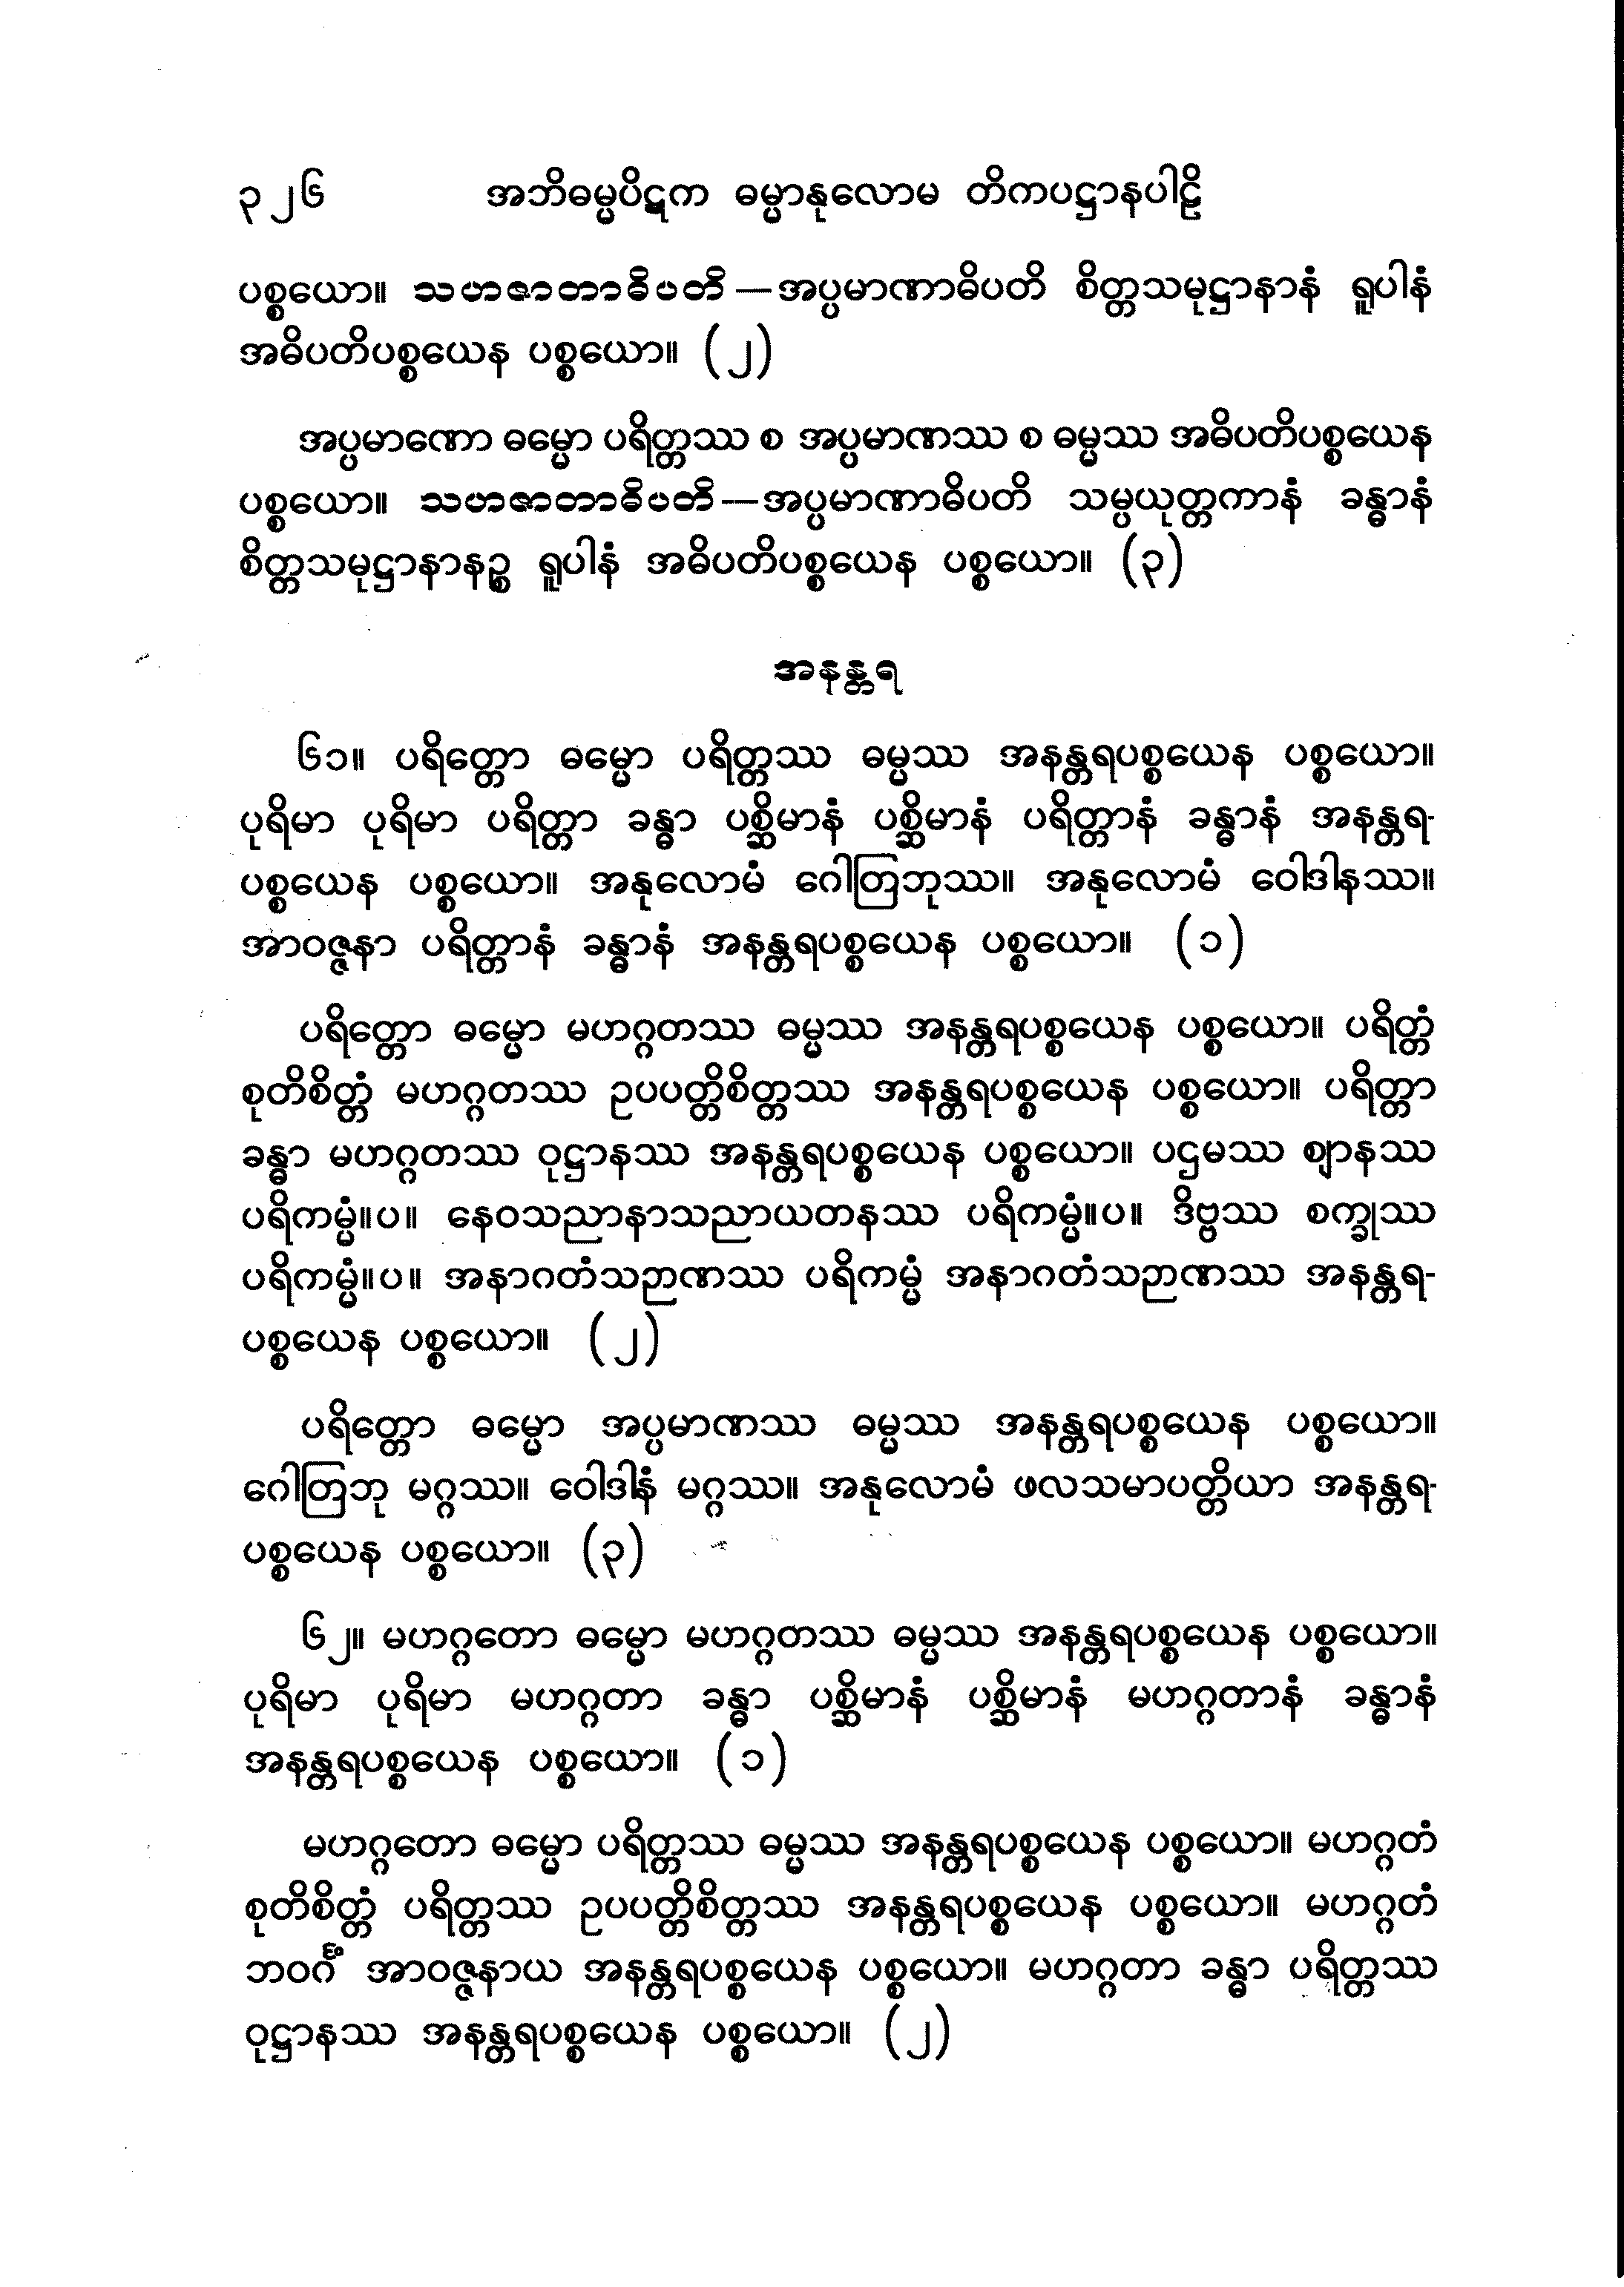 ၃၂၆ အဘိဓမ္မပိဋက ဓမ္မာနုလောမ တိကပဋ္ဌာနပါဠိ
ပစ္စယော။ သဟဇာတာဓိပတိ—အပ္ပမာဏာဓိပတိ စိတ္တသမုဋ္ဌာနာနံ ရူပါနံ
အဓိပတိပစ္စယေန ပစ္စယော။ (၂)
အပ္ပမာဏော ဓမ္မော ပရိတ္တဿ စ အပ္ပမာဏဿ စ ဓမ္မဿ အဓိပတိပစ္စယေန
ပစ္စယော။ သဟဇာတာဓိပတိ—အပ္ပမာဏာဓိပတိ သမ္ပယုတ္တကာနံ ခန္ဓာနံ
စိတ္တသမုဋ္ဌာနာနဉ္စ ရူပါနံ အဓိပတိပစ္စယေန ပစ္စယော။ (၃)
အနန္တရ
၆၁။ ပရိတ္တော ဓမ္မော ပရိတ္တဿ ဓမ္မဿ အနန္တရပစ္စယေန ပစ္စယော။
ပုရိမာ ပုရိမာ ပရိတ္တာ ခန္ဓာ ပစ္ဆိမာနံ ပစ္ဆိမာနံ ပရိတ္တာနံ ခန္ဓာနံ အနန္တရ-
ပစ္စယေန ပစ္စယော။ အနုလောမံ ဂေါတြဘုဿ။ အနုလောမံ ဝေါဒါနဿ။
အာဝဇ္ဇနာ ပရိတ္တာနံ ခန္ဓာနံ အနန္တရပစ္စယေန ပစ္စယော။ (၁)
ပရိတ္တော ဓမ္မော မဟဂ္ဂတဿ ဓမ္မဿ အနန္တရပစ္စယေန ပစ္စယော။ ပရိတ္တံ
စုတိစိတ္တံ မဟဂ္ဂတဿ ဥပပတ္တိစိတ္တဿ အနန္တရပစ္စယေန ပစ္စယော။ ပရိတ္တာ
ခန္ဓာ မဟဂ္ဂတဿ ဝုဋ္ဌာနဿ အနန္တရပစ္စယေန ပစ္စယော။ ပဌမဿ ဈာနဿ
ပရိကမ္မံ။ပ။ နေဝသညာနာသညာယတနဿ ပရိကမ္မံ။ပ။ ဒိဗ္ဗဿ စက္ခုဿ
ပရိကမ္မံ။ပ။ အနာဂတံသဉာဏဿ ပရိကမ္မံ အနာဂတံသဉာဏဿ အနန္တရ-
ပစ္စယေန ပစ္စယော။ (၂)
ပရိတ္တော ဓမ္မော အပ္ပမာဏဿ ဓမ္မဿ အနန္တရပစ္စယေန ပစ္စယော။
ဂေါတြဘု မဂ္ဂဿ။ ဝေါဒါနံ မဂ္ဂဿ။ အနုလောမံ ဖလသမာပတ္တိယာ အနန္တရ-
ပစ္စယေန ပစ္စယော။ (၃)
၆၂။ မဟဂ္ဂတော ဓမ္မော မဟဂ္ဂတဿ ဓမ္မဿ အနန္တရပစ္စယေန ပစ္စယော။
ပုရိမာ ပုရိမာ မဟဂ္ဂတာ ခန္ဓာ ပစ္ဆိမာနံ ပစ္ဆိမာနံ မဟဂ္ဂတာနံ ခန္ဓာနံ
အနန္တရပစ္စယေန ပစ္စယော။ (၁)
မဟဂ္ဂတော ဓမ္မော ပရိတ္တဿ ဓမ္မဿ အနန္တရပစ္စယေန ပစ္စယော။ မဟဂ္ဂတံ
စုတိစိတ္တံ ပရိတ္တဿ ဥပပတ္တိစိတ္တဿ အနန္တရပစ္စယေန ပစ္စယော။ မဟဂ္ဂတံ
ဘဝင်္ဂံ အာဝဇ္ဇနာယ အနန္တရပစ္စယေန ပစ္စယော။ မဟဂ္ဂတာ ခန္ဓာ ပရိတ္တဿ
ဝုဋ္ဌာနဿ အနန္တရပစ္စယေန ပစ္စယော။ (၂)